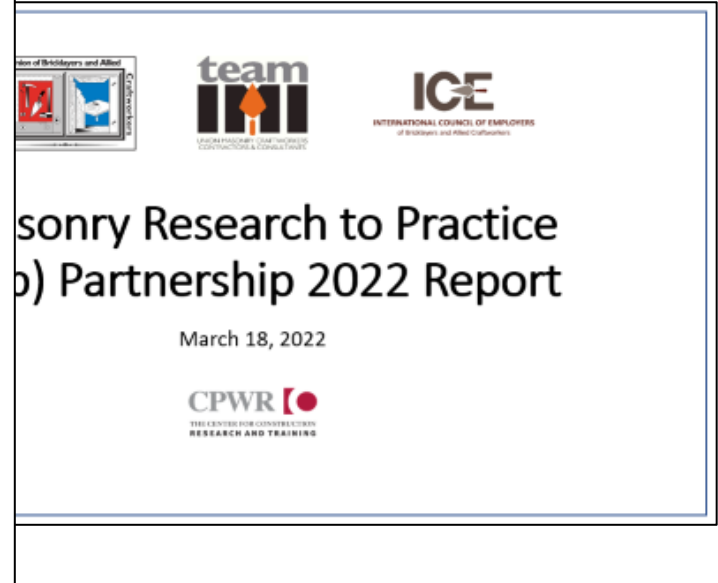 nion of Bricklayers and Allied
Craftworkers
team
IMI
UNION MASONRY CRAFTWORKERS
CONTRACTORS & CONSULTANTS
ICE
INTERNATIONAL COUNCIL OF EMPLOYERS
of Bricklayers and Allied Craftworkers
sonry Research to Practice
) Partnership 2022 Report
March 18, 2022
CPWR
THE CENTER FOR CONSTRUCTION
RESEARCH AND TRAINING